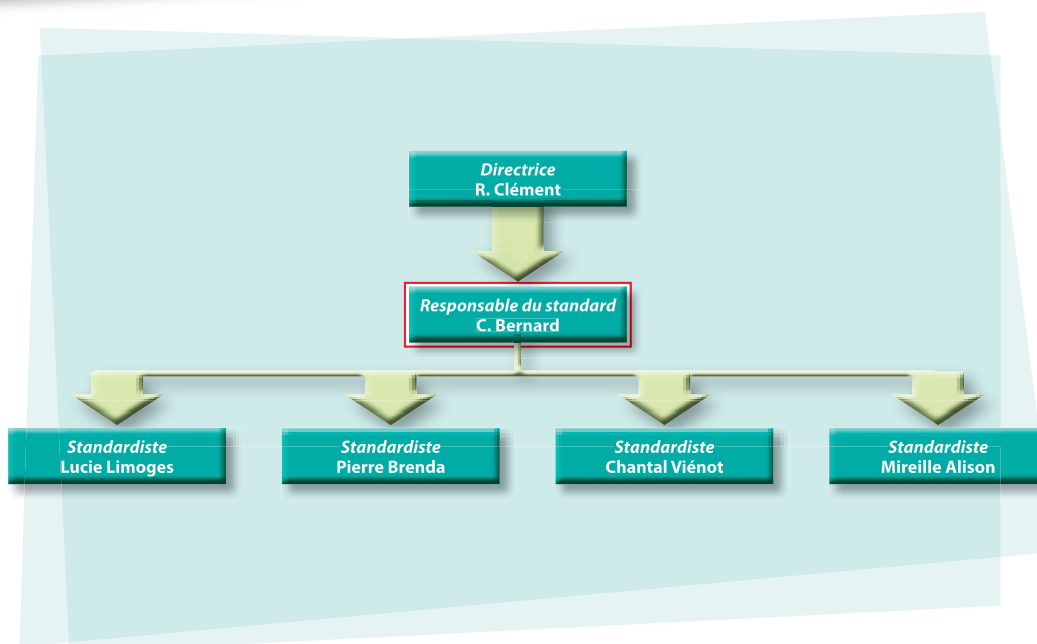 Directrice
R. Clément
Responsable du standard
C. Bernard
Standardiste
Lucie Limoges
Standardiste
Pierre Brenda
Standardiste
Chantal Viénot
Standardiste
Mireille Alison